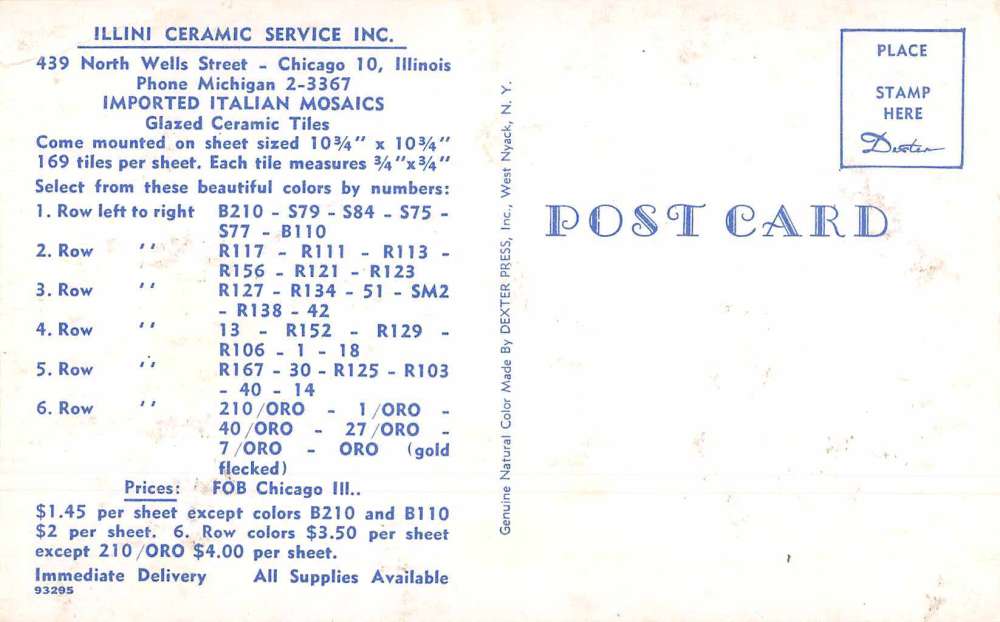 ILLINI CERAMIC SERVICE INC.
439 North Wells Street - Chicago 10, Illinois
Phone Michigan 2-3367
IMPORTED ITALIAN MOSAICS
Glazed Ceramic Tiles
Come mounted on sheet sized 10¾" x 10¾"
169 tiles per sheet. Each tile measures ¾"x¾"
Select from these beautiful colors by numbers:
1. Row left to right B210 - S79 - S84 - S75 -
S77 - B110
2. Row '' R117 - R111 - R113 -
R156 - R121 - R123
3. Row '' R127 - R134 - 51 - SM2
- R138 - 42
4. Row '' 13 - R152 - R129 -
R106 - 1 - 18
5. Row '' R167 - 30 - R125 - R103
- 40 - 14
6. Row '' 210/ORO - 1/ORO -
40/ORO - 27/ORO -
7/ORO - ORO (gold
flecked)
Prices: FOB Chicago Ill..
$1.45 per sheet except colors B210 and B110
$2 per sheet. 6. Row colors $3.50 per sheet
except 210/ORO $4.00 per sheet.
Immediate Delivery All Supplies Available
93295
Genuine Natural Color Made By DEXTER PRESS, Inc., West Nyack, N. Y.
POST CARD
PLACE
STAMP
HERE
Dexter